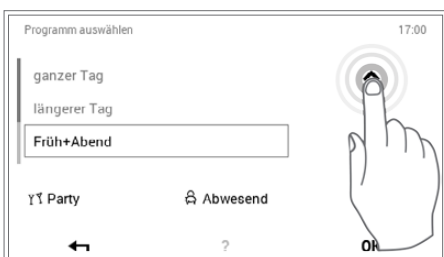 Programm auswählen 17:00
ganzer Tag
längerer Tag
Früh+Abend
Party Abwesend
? OK